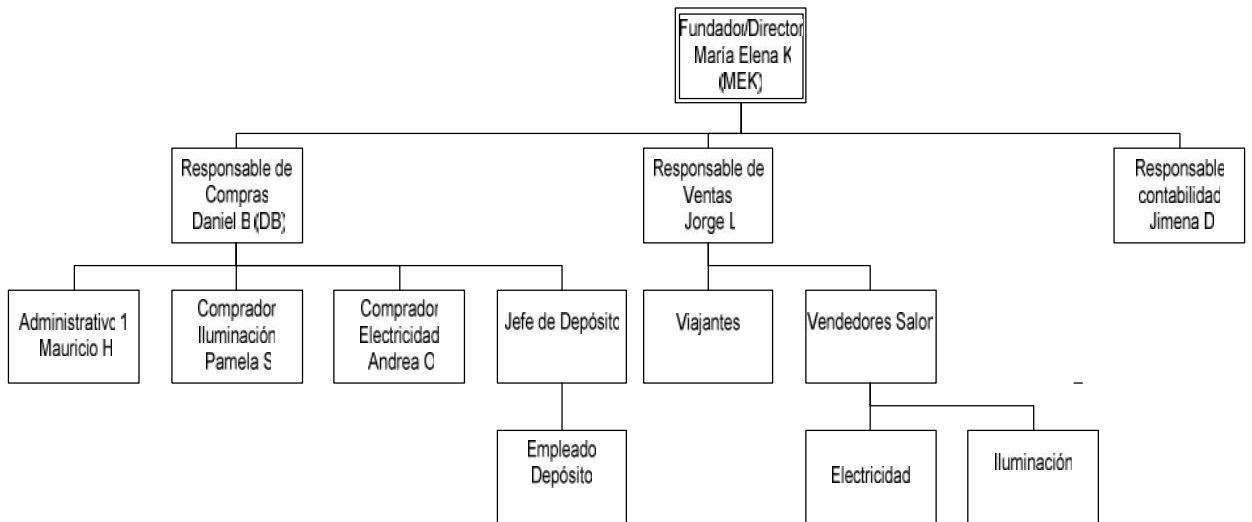 Fundador/Director
María Elena K
(MEK)
Responsable de
Compras
Daniel B (DB)
Responsable de
Ventas
Jorge L
Responsable
contabilidad
Jimena D
Administrativo 1
Mauricio H
Comprador
Iluminación
Pamela S
Comprador
Electricidad
Andrea C
Jefe de Depósito
Viajantes
Vendedores Salon
Empleado
Depósito
Electricidad
Iluminación